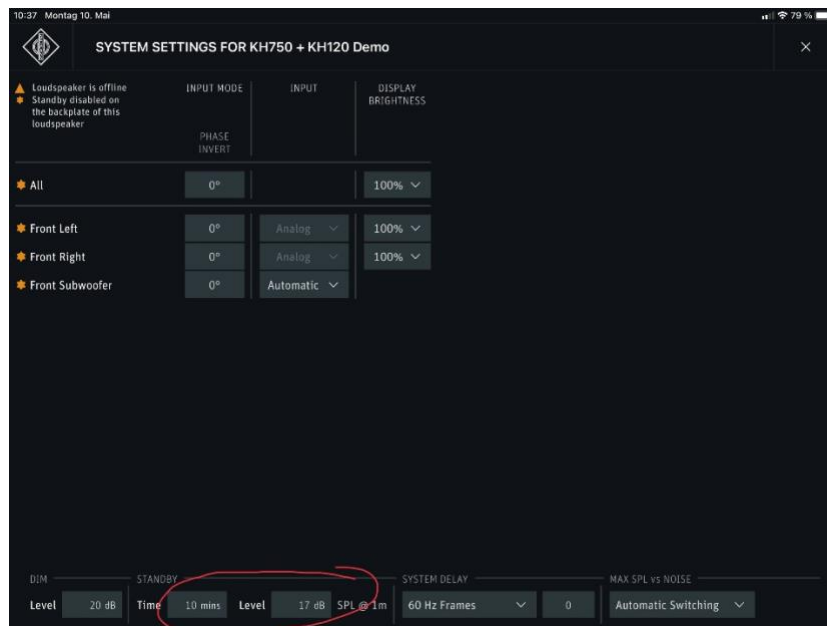 10:37 Montag 10. Mai
79 %
SYSTEM SETTINGS FOR KH750 + KH120 Demo
Loudspeaker is offline
Standby disabled on
the backplate of this
loudspeaker
INPUT MODE
PHASE
INVERT
INPUT
DISPLAY
BRIGHTNESS
All 0° 100%
Front Left 0° Analog 100%
Front Right 0° Analog 100%
Front Subwoofer 0° Automatic
DIM STANDBY SYSTEM DELAY MAX SPL vs NOISE
Level 20 dB Time 10 mins Level 17 dB SPL @ 1m 60 Hz Frames 0 Automatic Switching